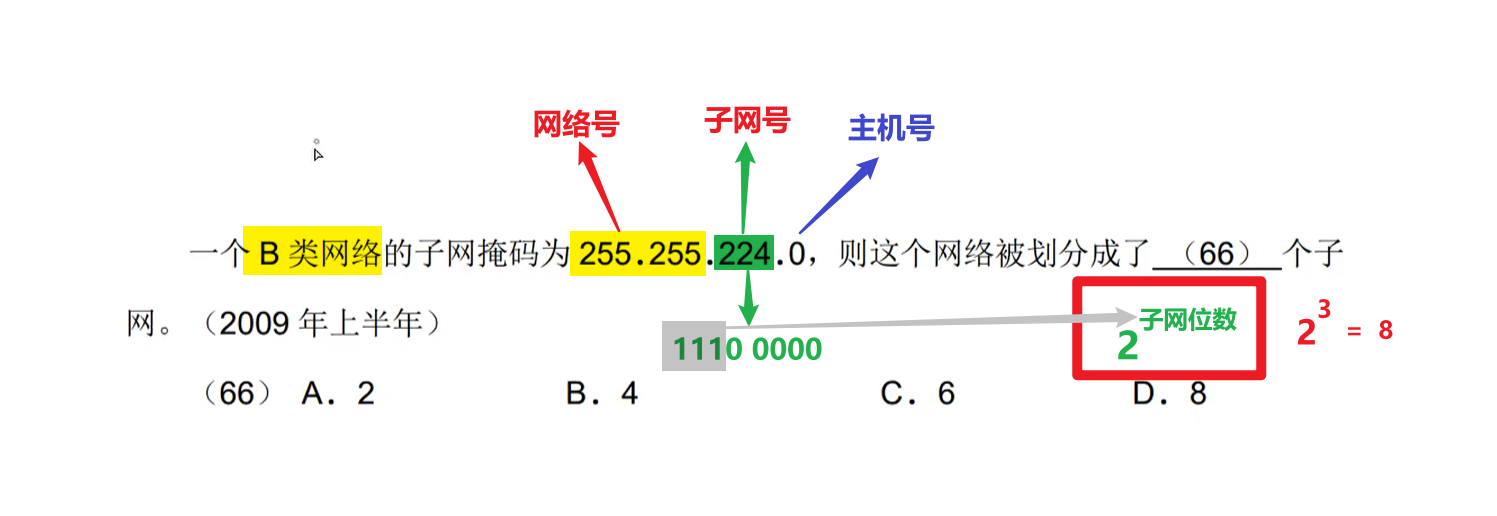 网络号 子网号 主机号
一个 B 类网络的子网掩码为 255.255.224.0，则这个网络被划分成了 （66） 个子
网。（2009 年上半年）
1110 0000
2子网位数
23 = 8
（66） A. 2 B. 4 C. 6 D. 8